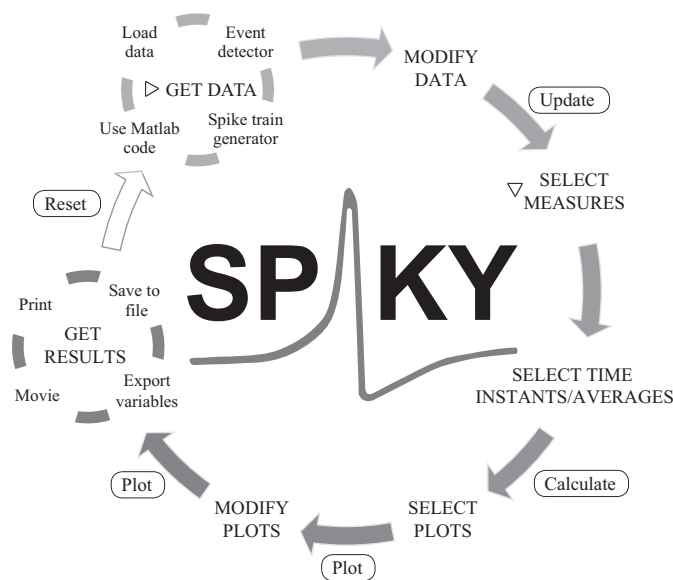 Load
data
Event
detector
▷ GET DATA
Use Matlab
code
Spike train
generator
MODIFY
DATA
Update
▽ SELECT
MEASURES
SELECT TIME
INSTANTS/AVERAGES
Calculate
SELECT
PLOTS
Plot
MODIFY
PLOTS
Plot
Print
Save to
file
GET
RESULTS
Movie
Export
variables
Reset
SP KY